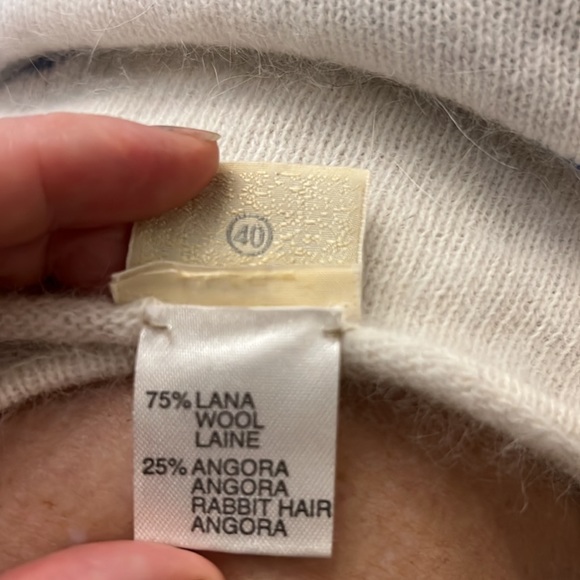 40
75% LANA
WOOL
LAINE
25% ANGORA
ANGORA
RABBIT HAIR
ANGORA